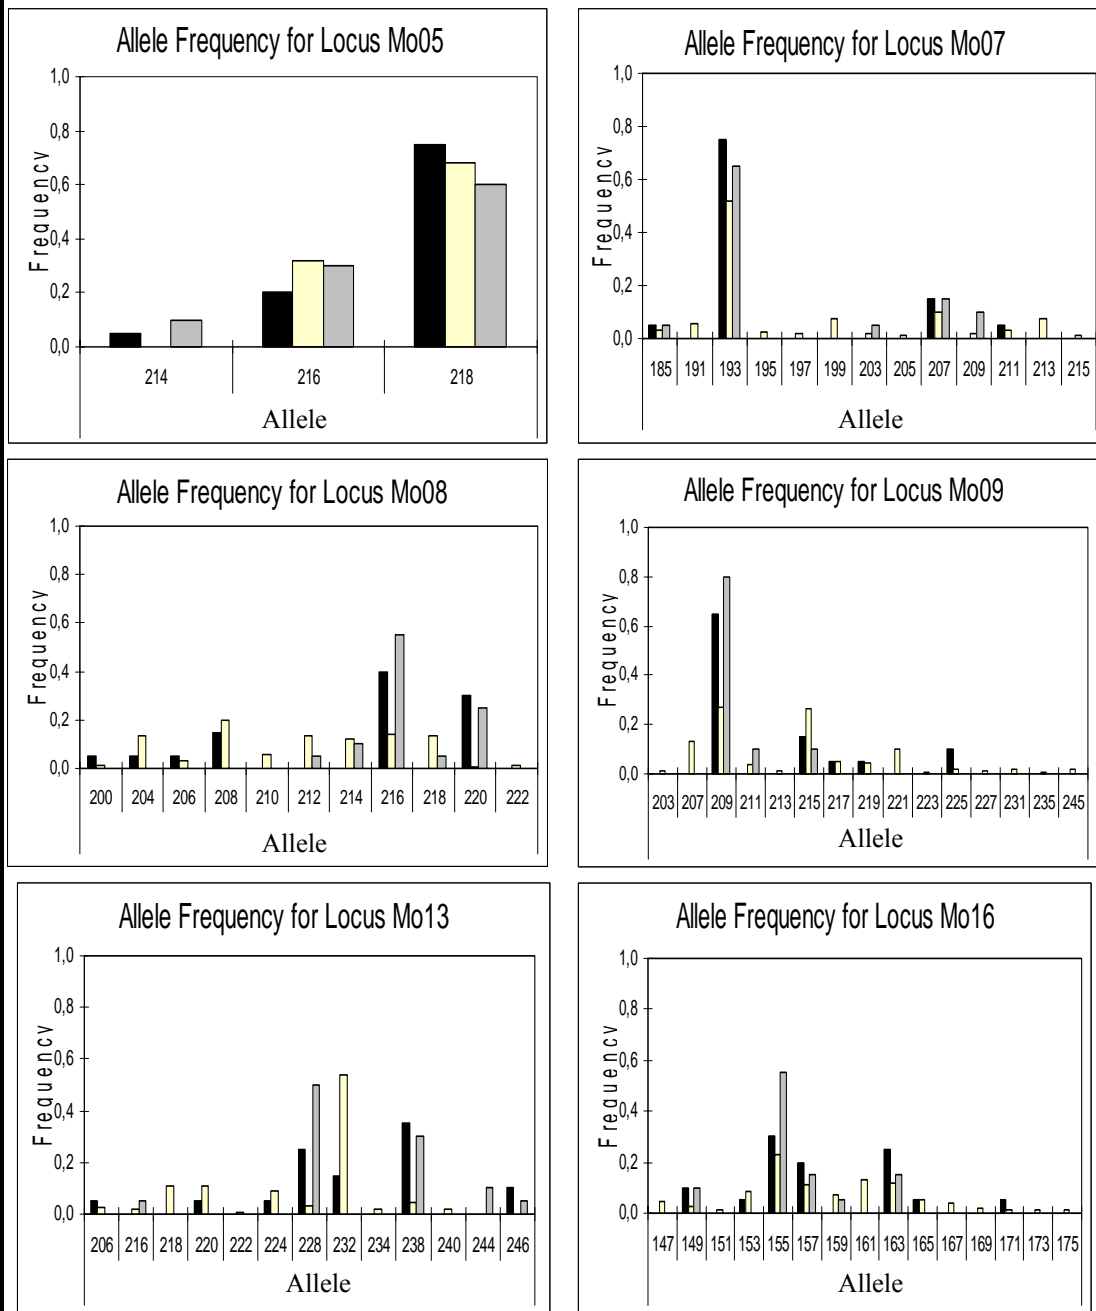 Allele Frequency for Locus Mo05
1,0
0,8
0,6
0,4
0,2
0,0
Frequency
214 216 218
Allele
Allele Frequency for Locus Mo07
1,0
0,8
0,6
0,4
0,2
0,0
Frequency
185 191 193 195 197 199 203 205 207 209 211 213 215
Allele
Allele Frequency for Locus Mo08
1,0
0,8
0,6
0,4
0,2
0,0
Frequency
200 204 206 208 210 212 214 216 218 220 222
Allele
Allele Frequency for Locus Mo09
1,0
0,8
0,6
0,4
0,2
0,0
Frequency
203 207 209 211 213 215 217 219 221 223 225 227 231 235 245
Allele
Allele Frequency for Locus Mo13
1,0
0,8
0,6
0,4
0,2
0,0
Frequency
206 216 218 220 222 224 228 232 234 238 240 244 246
Allele
Allele Frequency for Locus Mo16
1,0
0,8
0,6
0,4
0,2
0,0
Frequency
147 149 151 153 155 157 159 161 163 165 167 169 171 173 175
Allele